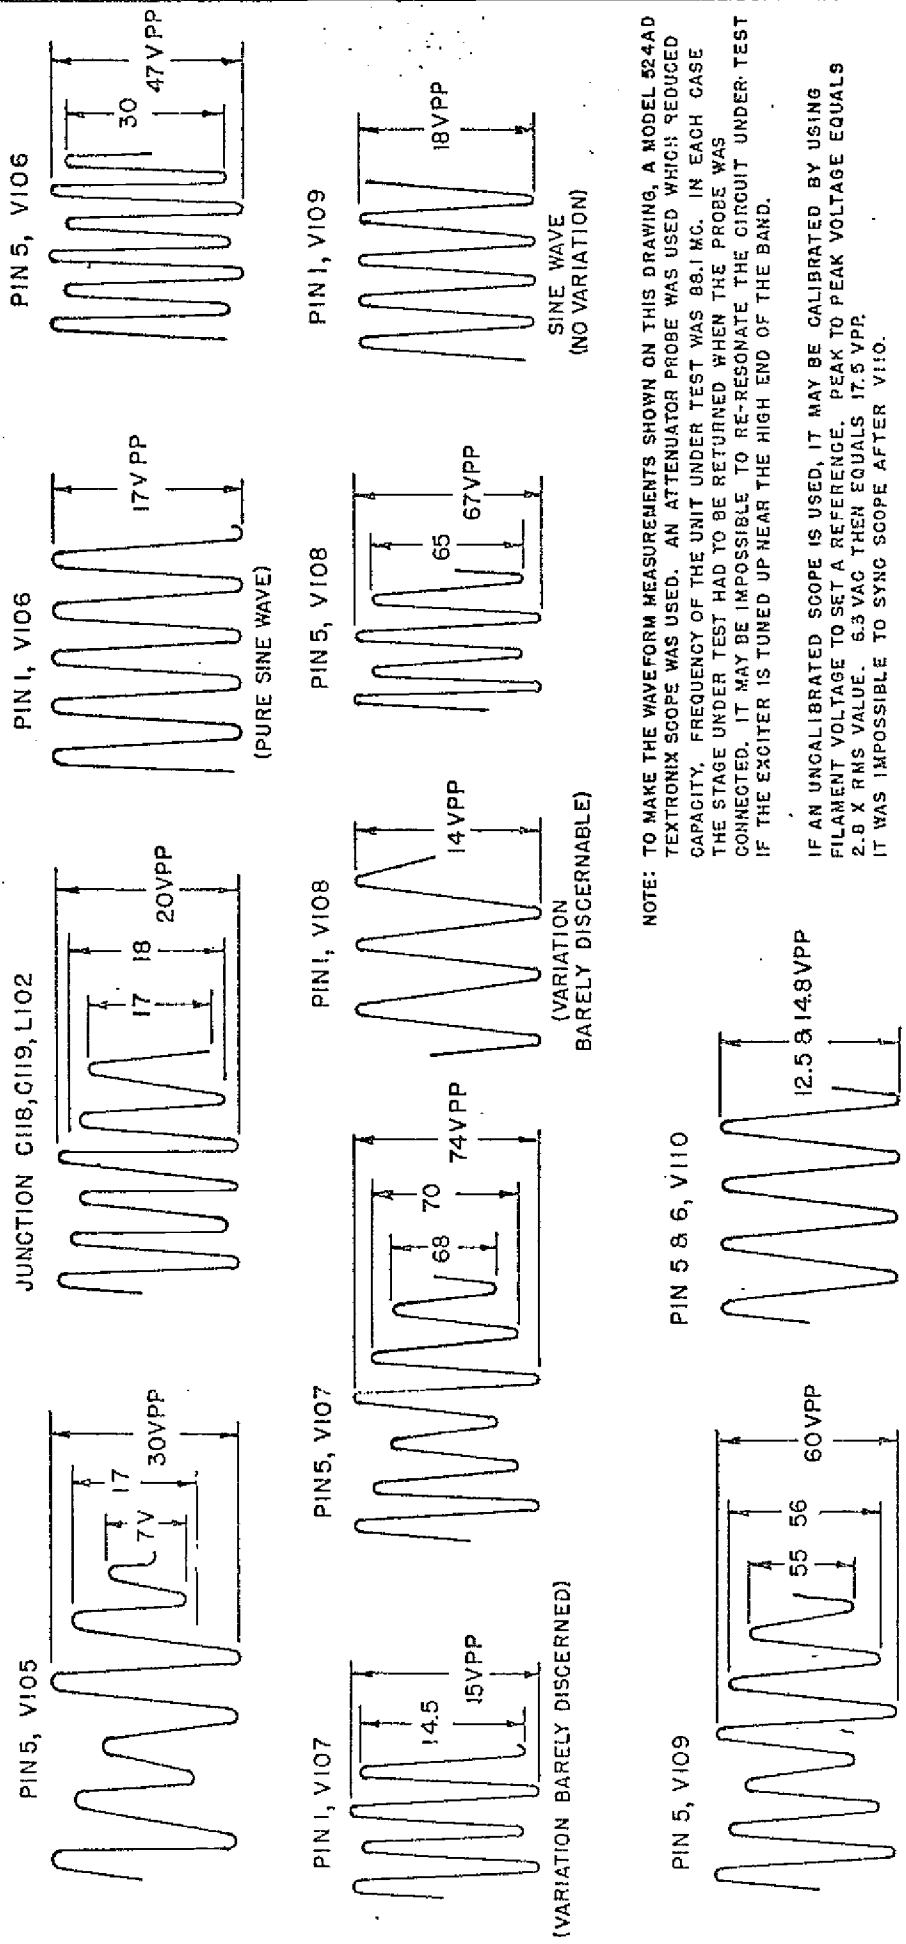 PIN 5, V105
7V
17
30VPP
JUNCTION C118, C119, L102
17
18
20VPP
PIN 1, V106
17VPP
(PURE SINE WAVE)
PIN 5, V106
30
47VPP
PIN 1, V107
14.5
15VPP
(VARIATION BARELY DISCERNED)
PIN 5, V107
68
70
74VPP
PIN 1, V108
14VPP
(VARIATION
BARELY DISCERNABLE)
PIN 5, V108
65
67VPP
PIN 1, V109
18VPP
SINE WAVE
(NO VARIATION)
PIN 5, V109
55
56
60VPP
PIN 5 & 6, V110
12.5 & 14.8VPP
NOTE: TO MAKE THE WAVEFORM MEASUREMENTS SHOWN ON THIS DRAWING, A MODEL 524AD
TEXTRONIX SCOPE WAS USED. AN ATTENUATOR PROBE WAS USED WHICH REDUCED
CAPACITY. FREQUENCY OF THE UNIT UNDER TEST WAS 88.1 MC. IN EACH CASE
THE STAGE UNDER TEST HAD TO BE RETURNED WHEN THE PROBE WAS
CONNECTED. IT MAY BE IMPOSSIBLE TO RE-RESONATE THE CIRCUIT UNDER TEST
IF THE EXCITER IS TUNED UP NEAR THE HIGH END OF THE BAND.
IF AN UNCALIBRATED SCOPE IS USED, IT MAY BE CALIBRATED BY USING
FILAMENT VOLTAGE TO SET A REFERENCE. PEAK TO PEAK VOLTAGE EQUALS
2.8 X RMS VALUE. 6.3 VAC THEN EQUALS 17.5 VPP.
IT WAS IMPOSSIBLE TO SYNC SCOPE AFTER V110.